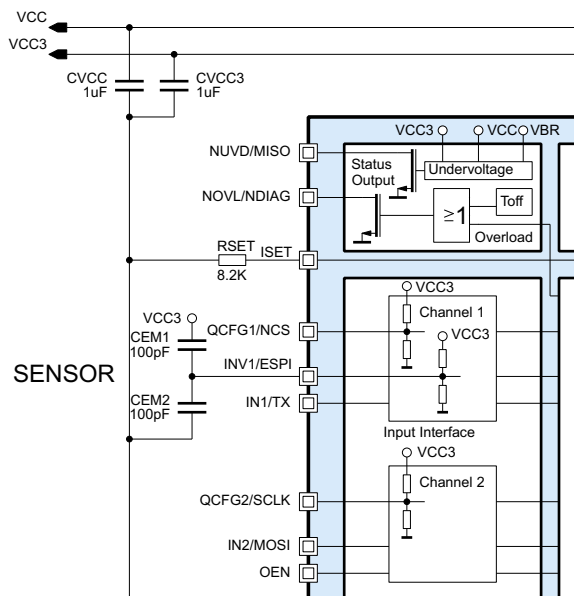 VCC
VCC3
CVCC
1uF
CVCC3
1uF
VCC3
VCC
VBR
NUVD/MISO
Status
Output
Undervoltage
NOVL/NDIAG
≥1
Toff
Overload
RSET
8.2K
ISET
VCC3
Channel 1
VCC3
CEM1
100pF
QCFG1/NCS
VCC3
SENSOR
INV1/ESPI
CEM2
100pF
IN1/TX
Input Interface
VCC3
Channel 2
QCFG2/SCLK
IN2/MOSI
OEN